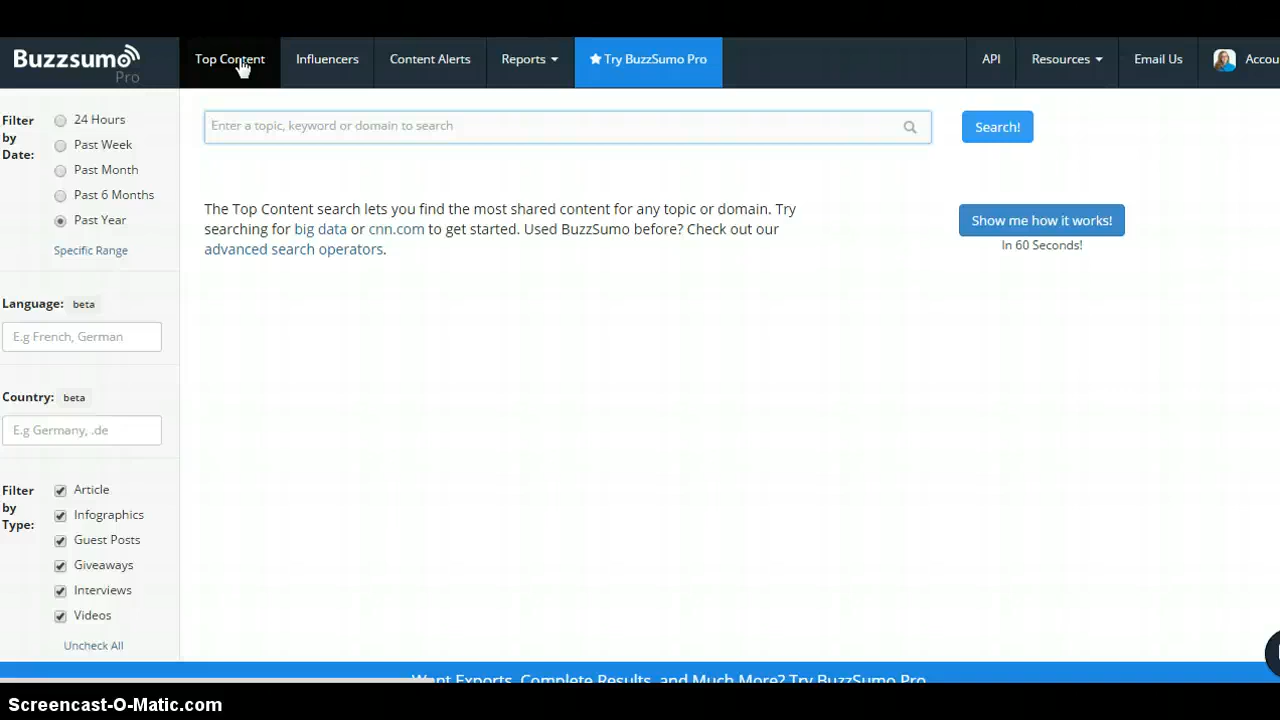 Buzzsumo Pro
Top Content
Influencers
Content Alerts
Reports
Try BuzzSumo Pro
API
Resources
Email Us
Accou
Filter by Date:
24 Hours
Past Week
Past Month
Past 6 Months
Past Year
Specific Range
Language: beta
E.g French, German
Country: beta
E.g Germany, .de
Filter by Type:
Article
Infographics
Guest Posts
Giveaways
Interviews
Videos
Uncheck All
Enter a topic, keyword or domain to search
Search!
The Top Content search lets you find the most shared content for any topic or domain. Try
searching for big data or cnn.com to get started. Used BuzzSumo before? Check out our
advanced search operators.
Show me how it works!
In 60 Seconds!
Want Exports, Complete Results, and Much More? Try BuzzSumo Pro
Screencast-O-Matic.com